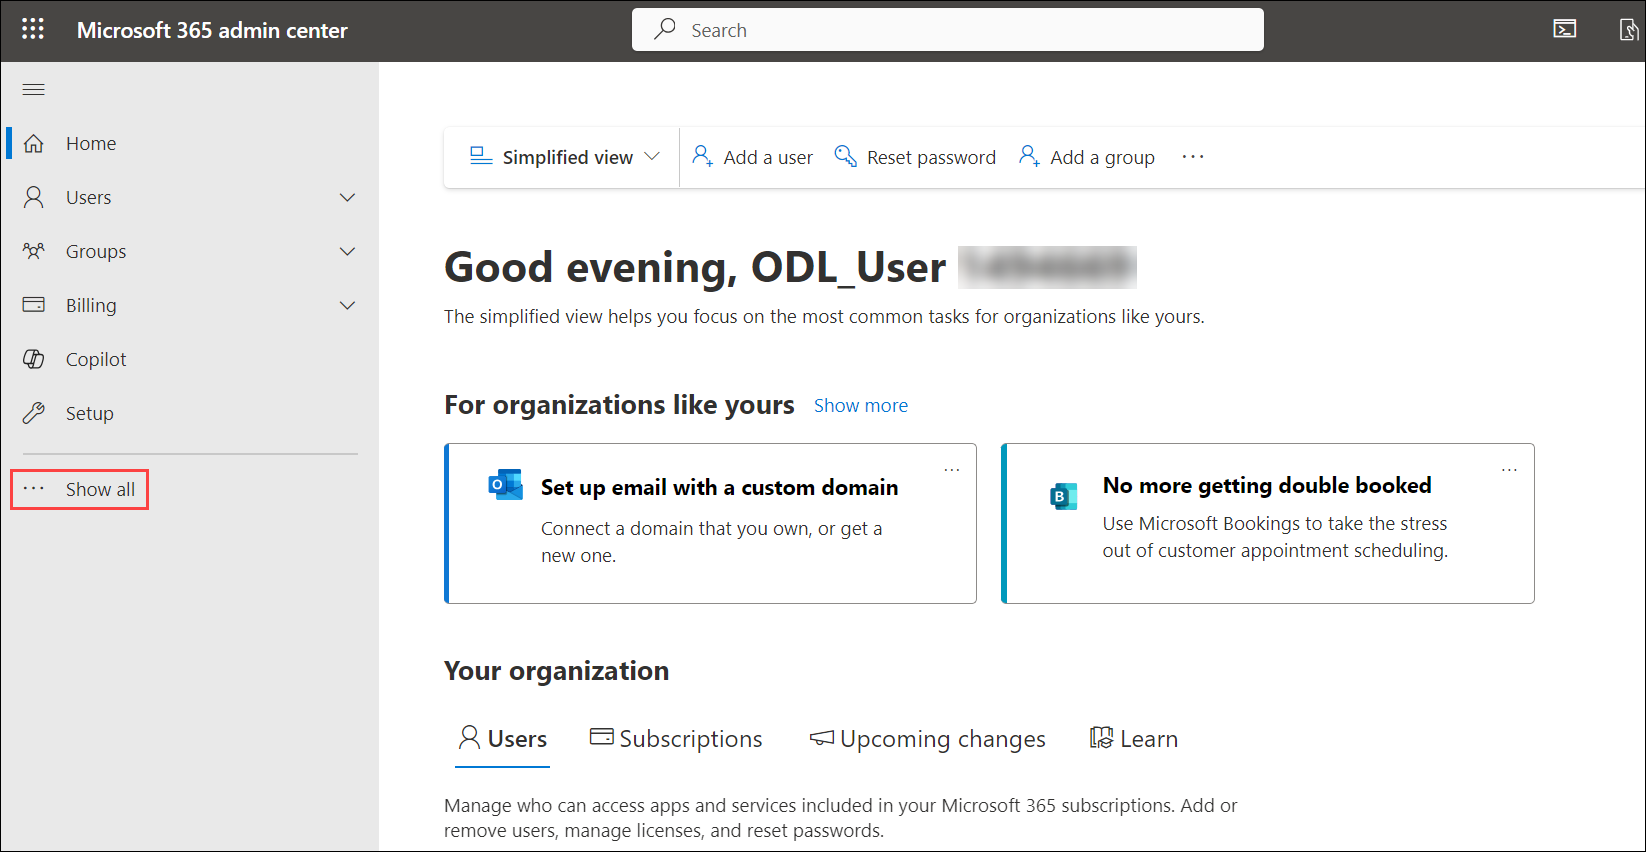 Microsoft 365 admin center
Search
Home
Users
Groups
Billing
Copilot
Setup
Show all
Simplified view
Add a user
Reset password
Add a group
Good evening, ODL_User
The simplified view helps you focus on the most common tasks for organizations like yours.
For organizations like yours Show more
Set up email with a custom domain
Connect a domain that you own, or get a
new one.
No more getting double booked
Use Microsoft Bookings to take the stress
out of customer appointment scheduling.
Your organization
Users
Subscriptions
Upcoming changes
Learn
Manage who can access apps and services included in your Microsoft 365 subscriptions. Add or
remove users, manage licenses, and reset passwords.